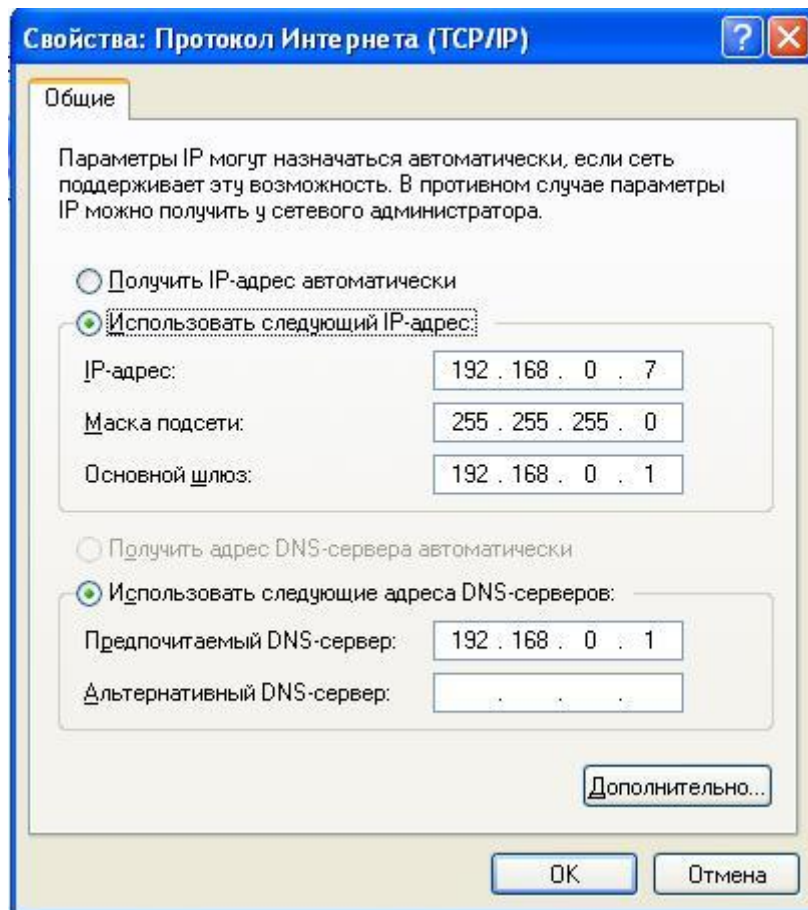 Свойства: Протокол Интернета (TCP/IP)
Общие
Параметры IP могут назначаться автоматически, если сеть
поддерживает эту возможность. В противном случае параметры
IP можно получить у сетевого администратора.
Получить IP-адрес автоматически
Использовать следующий IP-адрес:
IP-адрес: 192 . 168 . 0 . 7
Маска подсети: 255 . 255 . 255 . 0
Основной шлюз: 192 . 168 . 0 . 1
Получить адрес DNS-сервера автоматически
Использовать следующие адреса DNS-серверов:
Предпочитаемый DNS-сервер: 192 . 168 . 0 . 1
Альтернативный DNS-сервер: . . .
Дополнительно...
OK Отмена